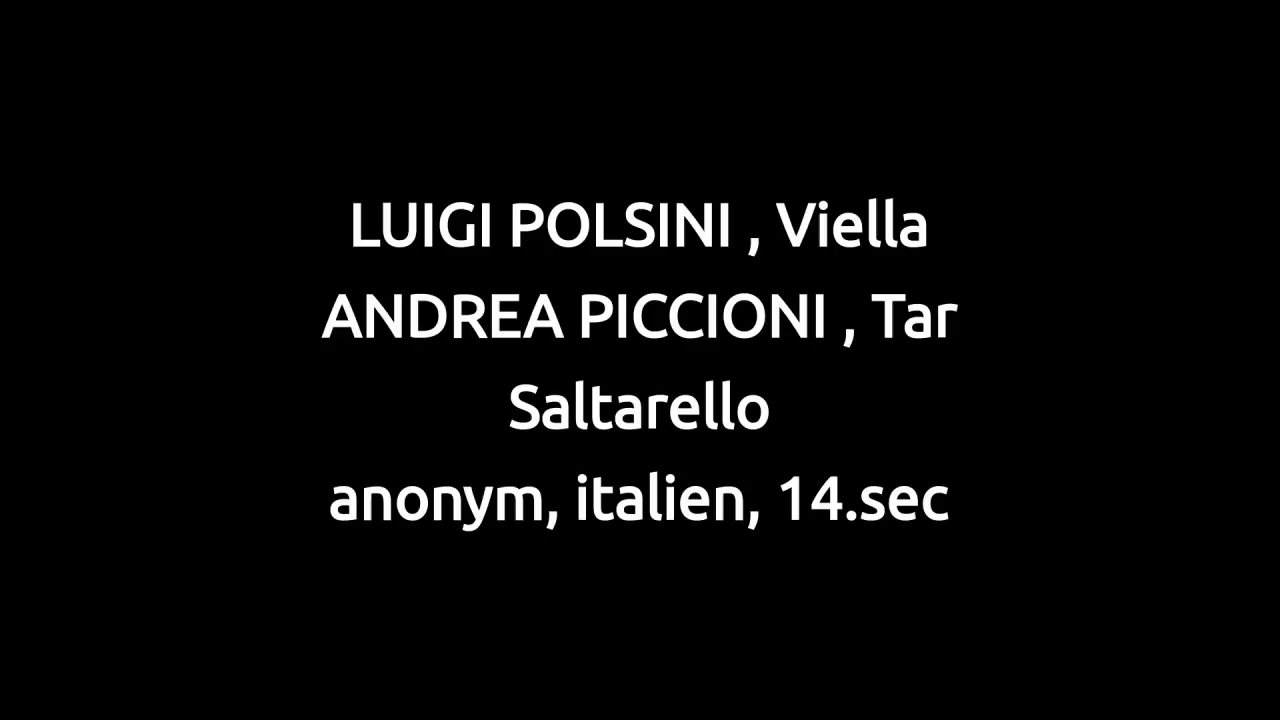 LUIGI POLSINI , Viella
ANDREA PICCIONI , Tar
Saltarello
anonym, italien, 14.sec